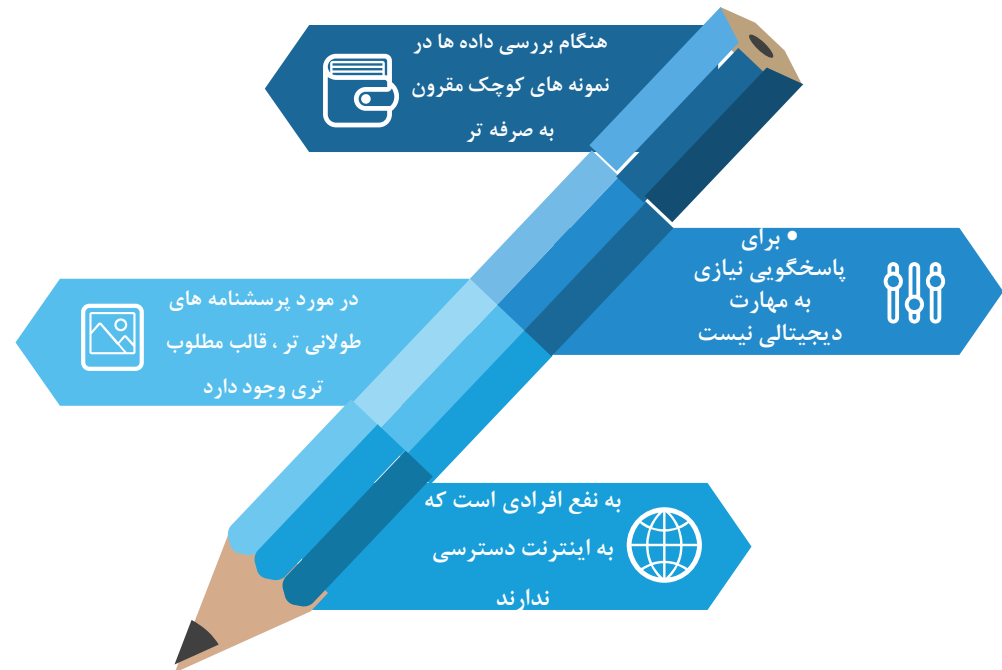 هنگام بررسی داده ها در
نمونه های کوچک مقرون
به صرفه تر
• برای
پاسخگویی نیازی
به مهارت
دیجیتالی نیست
در مورد پرسشنامه های
طولانی تر ، قالب مطلوب
تری وجود دارد
به نفع افرادی است که
به اینترنت دسترسی
ندارند